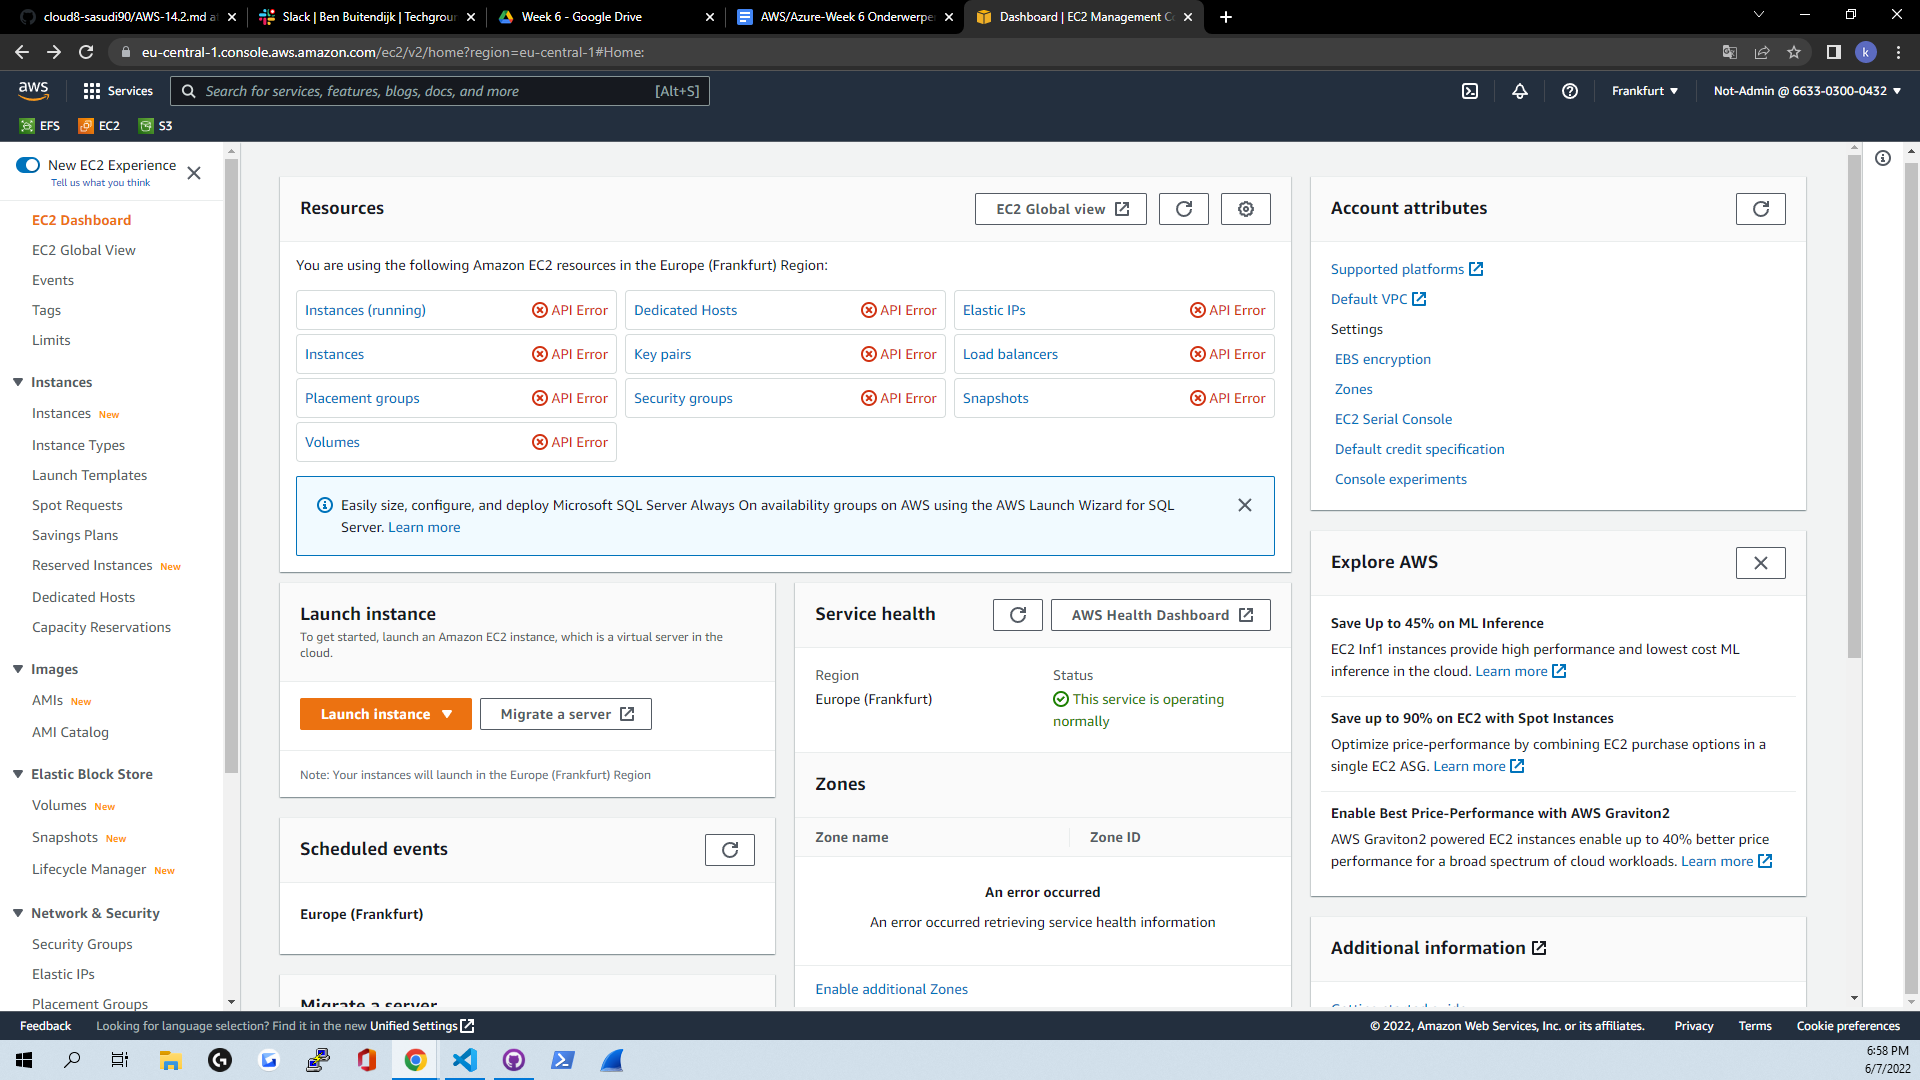 cloud8-sasudi90/AWS-14.2.md at
Slack | Ben Buitendijk | Techgrour
Week 6 - Google Drive
AWS/Azure-Week 6 Onderwerpe
Dashboard | EC2 Management Co
eu-central-1.console.aws.amazon.com/ec2/v2/home?region=eu-central-1#Home:
k
aws
Services
Search for services, features, blogs, docs, and more
[Alt+S]
Frankfurt
Not-Admin @ 6633-0300-0432
EFS
EC2
S3
New EC2 Experience
Tell us what you think
EC2 Dashboard
EC2 Global View
Events
Tags
Limits
Instances
Instances New
Instance Types
Launch Templates
Spot Requests
Savings Plans
Reserved Instances New
Dedicated Hosts
Capacity Reservations
Images
AMIs New
AMI Catalog
Elastic Block Store
Volumes New
Snapshots New
Lifecycle Manager New
Network & Security
Security Groups
Elastic IPs
Placement Groups
Resources
EC2 Global view
You are using the following Amazon EC2 resources in the Europe (Frankfurt) Region:
Instances (running) API Error
Dedicated Hosts API Error
Elastic IPs API Error
Instances API Error
Key pairs API Error
Load balancers API Error
Placement groups API Error
Security groups API Error
Snapshots API Error
Volumes API Error
Easily size, configure, and deploy Microsoft SQL Server Always On availability groups on AWS using the AWS Launch Wizard for SQL
Server. Learn more
Launch instance
To get started, launch an Amazon EC2 instance, which is a virtual server in the
cloud.
Launch instance
Migrate a server
Note: Your instances will launch in the Europe (Frankfurt) Region
Scheduled events
Europe (Frankfurt)
Migrate a server
Service health
AWS Health Dashboard
Region
Europe (Frankfurt)
Status
This service is operating
normally
Zones
Zone name
Zone ID
An error occurred
An error occurred retrieving service health information
Enable additional Zones
Account attributes
Supported platforms
Default VPC
Settings
EBS encryption
Zones
EC2 Serial Console
Default credit specification
Console experiments
Explore AWS
Save Up to 45% on ML Inference
EC2 Inf1 instances provide high performance and lowest cost ML
inference in the cloud. Learn more
Save up to 90% on EC2 with Spot Instances
Optimize price-performance by combining EC2 purchase options in a
single EC2 ASG. Learn more
Enable Best Price-Performance with AWS Graviton2
AWS Graviton2 powered EC2 instances enable up to 40% better price
performance for a broad spectrum of cloud workloads. Learn more
Additional information
Feedback
Looking for language selection? Find it in the new Unified Settings
© 2022, Amazon Web Services, Inc. or its affiliates.
Privacy
Terms
Cookie preferences
6:58 PM
6/7/2022